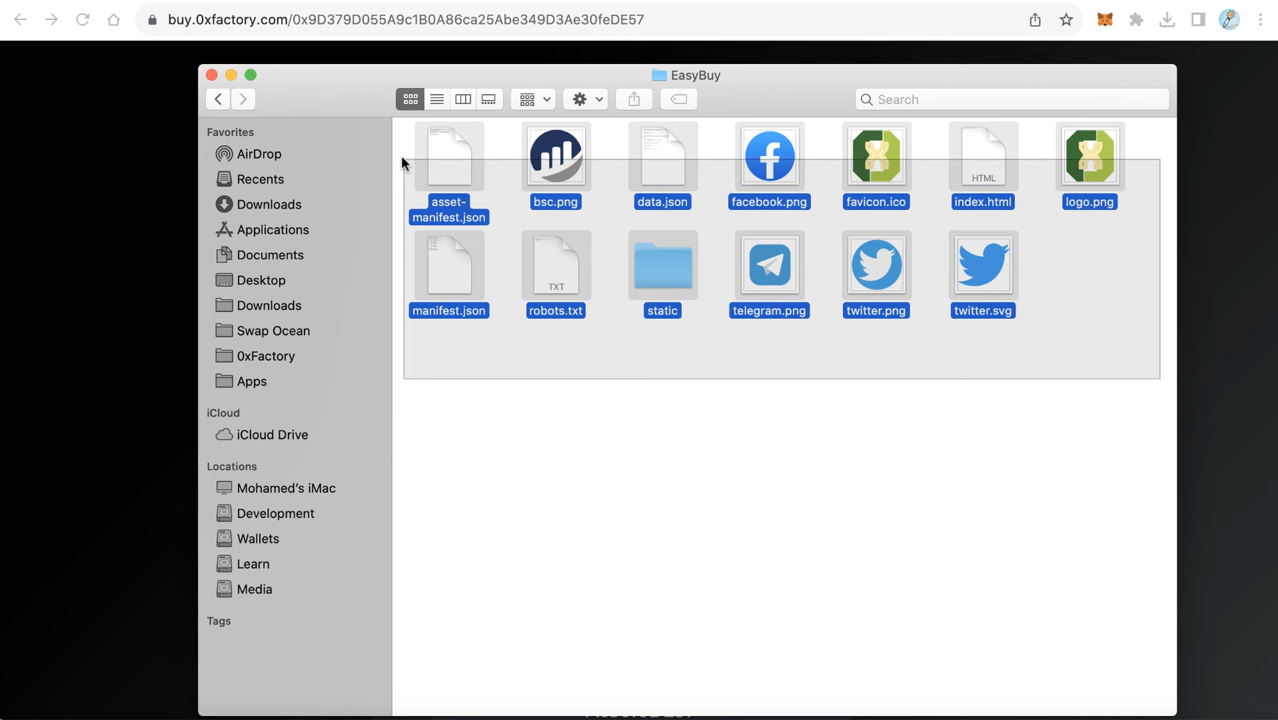 buy.0xfactory.com/0x9D379D055A9c1B0A86ca25Abe349D3Ae30feDE57
EasyBuy
Search
Favorites
AirDrop
Recents
Downloads
Applications
Documents
Desktop
Downloads
Swap Ocean
0xFactory
Apps
iCloud
iCloud Drive
Locations
Mohamed's iMac
Development
Wallets
Learn
Media
Tags
HTML
asset-
manifest.json
bsc.png
data.json
facebook.png
favicon.ico
index.html
logo.png
TXT
manifest.json
robots.txt
static
telegram.png
twitter.png
twitter.svg